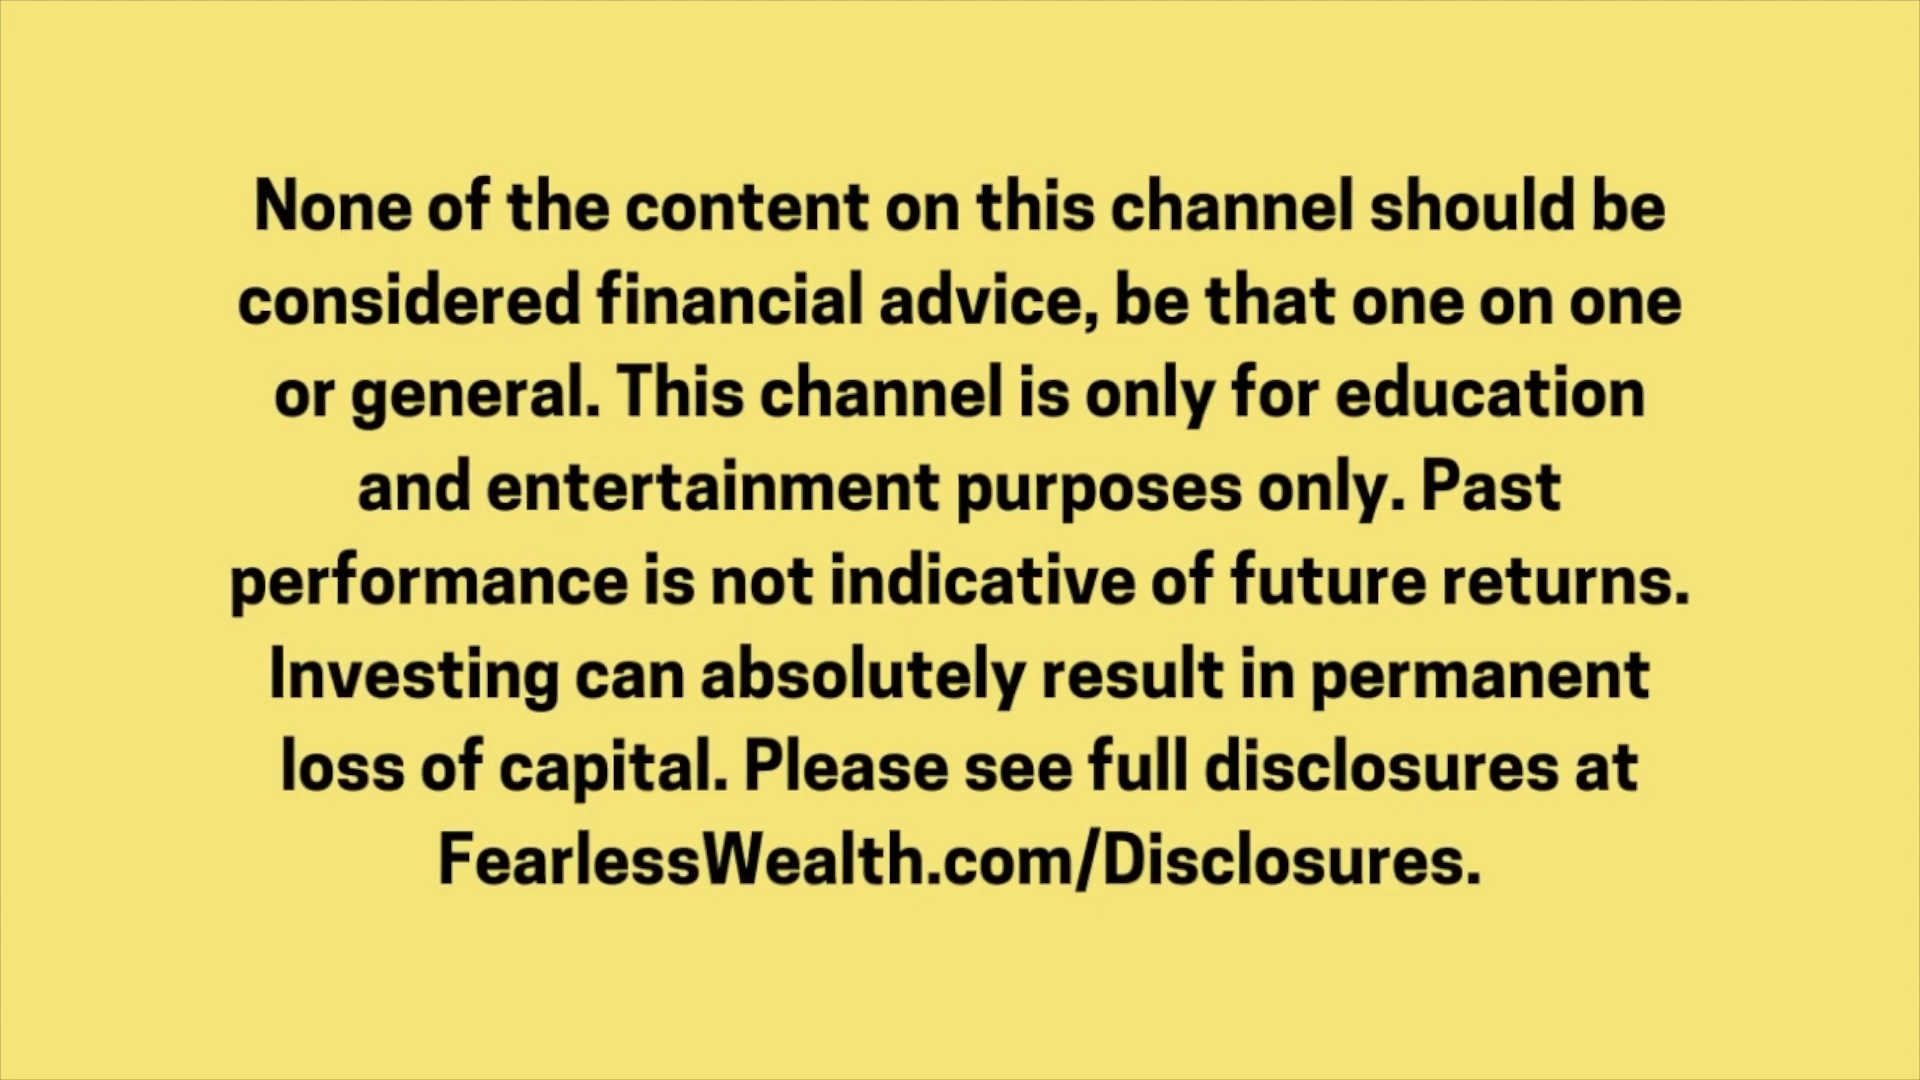 None of the content on this channel should be
considered financial advice, be that one on one
or general. This channel is only for education
and entertainment purposes only. Past
performance is not indicative of future returns.
Investing can absolutely result in permanent
loss of capital. Please see full disclosures at
FearlessWealth.com/Disclosures.